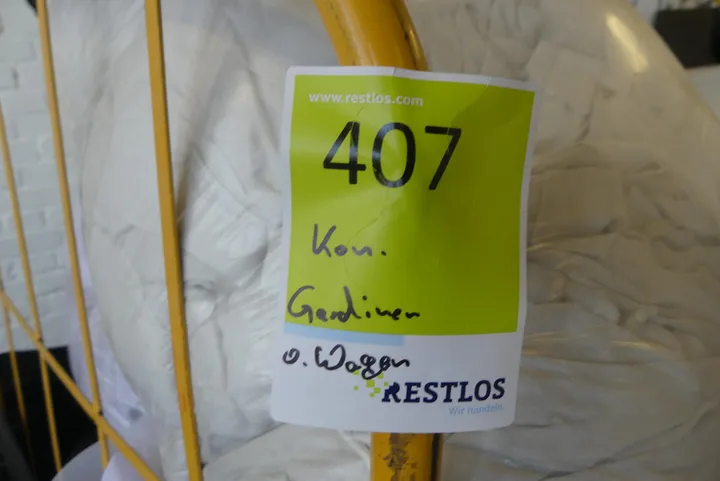 www.restlos.com
407
Kon.
Gardinen
o. Wagen
RESTLOS
Wir handeln.